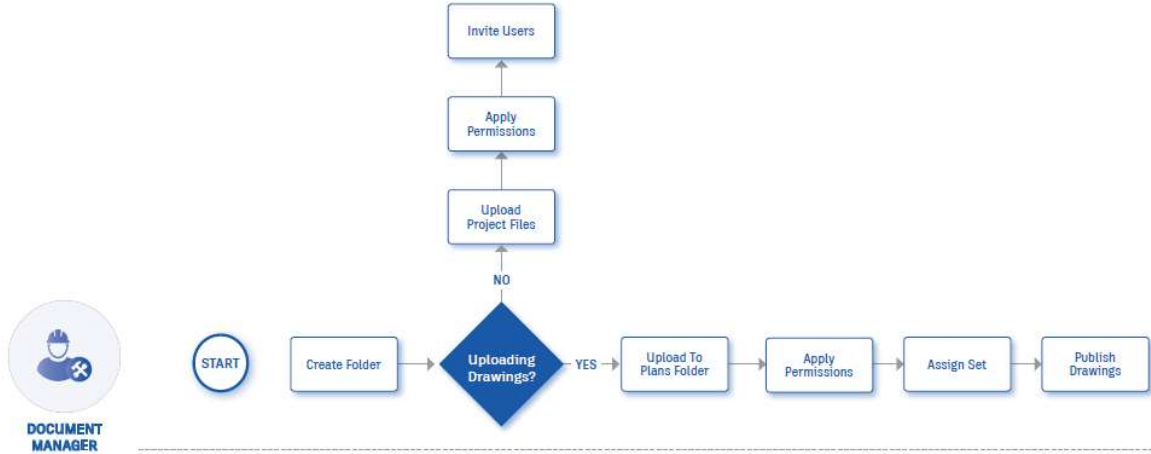 Invite Users
Apply
Permissions
Upload
Project Files
NO
START
Create Folder
Uploading
Drawings?
YES
Upload To
Plans Folder
Apply
Permissions
Assign Set
Publish
Drawings
DOCUMENT
MANAGER